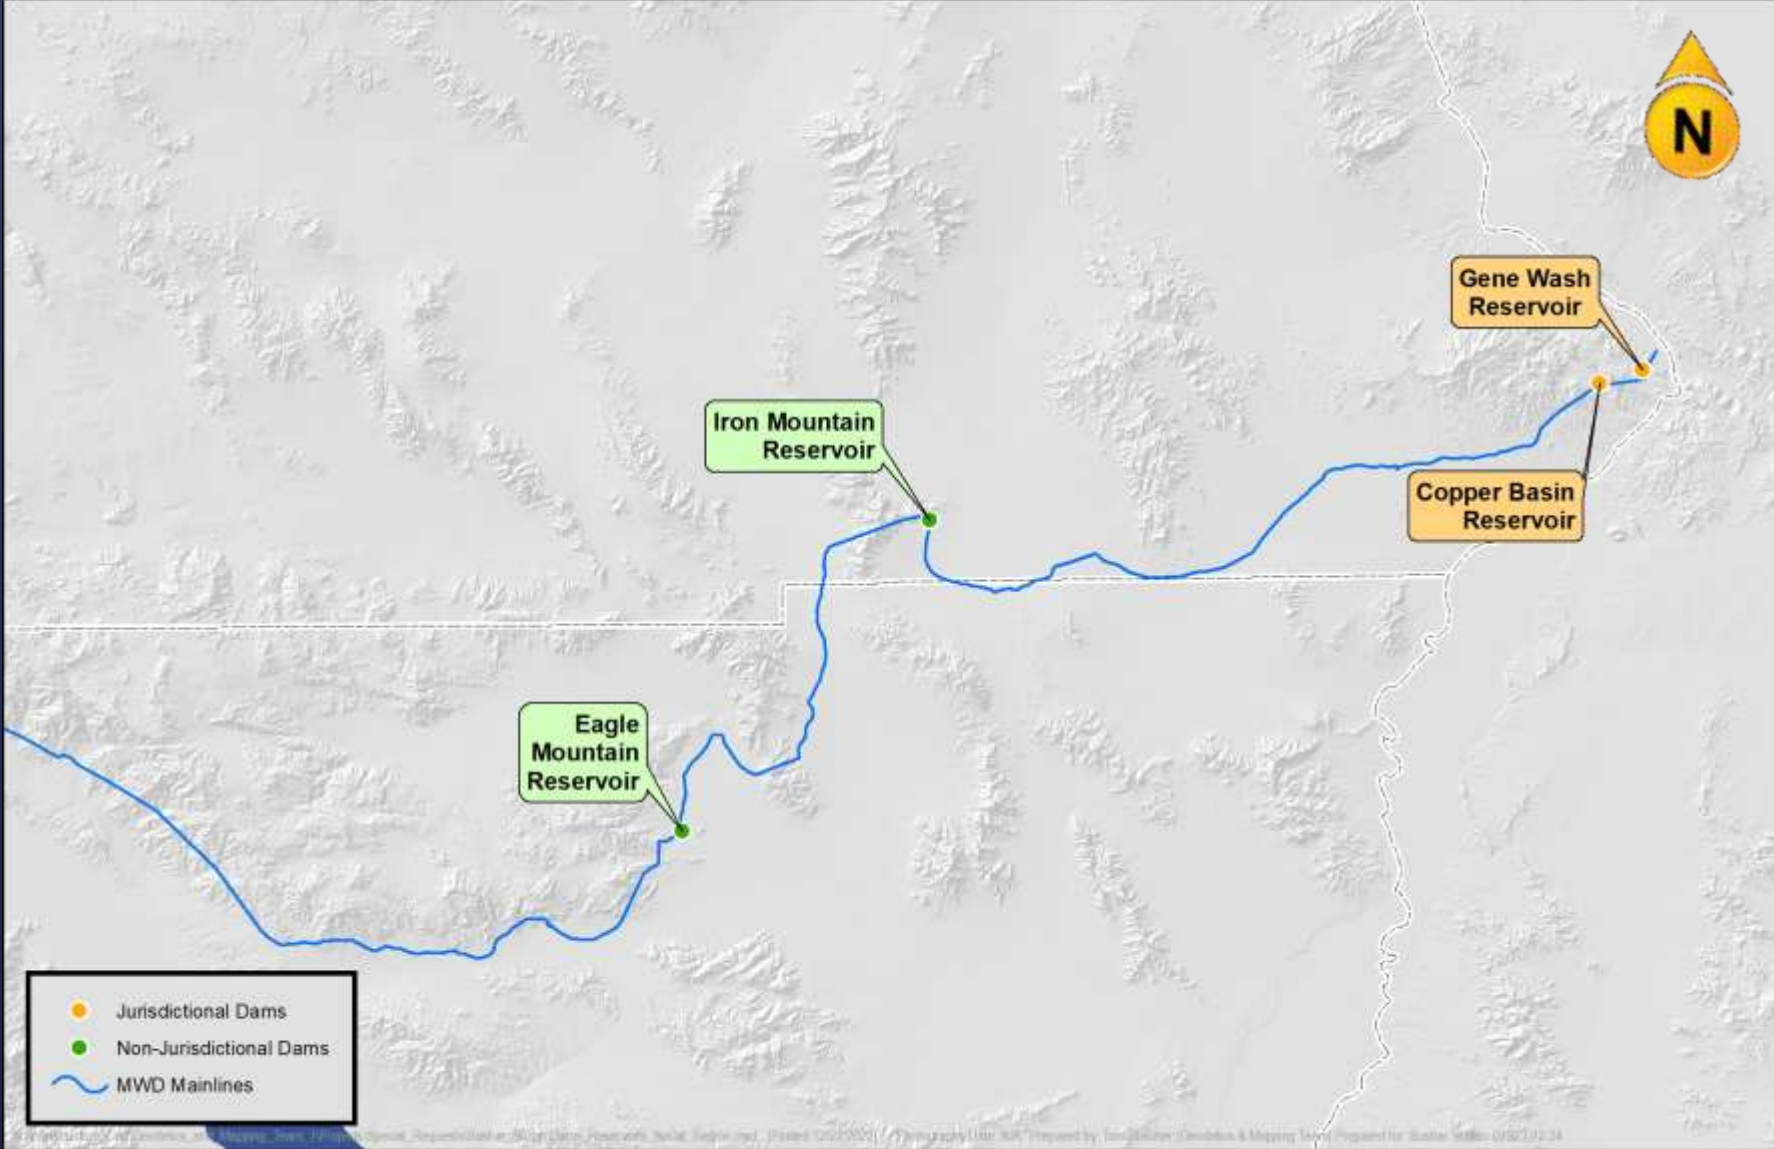 N
Gene Wash
Reservoir
Iron Mountain
Reservoir
Copper Basin
Reservoir
Eagle
Mountain
Reservoir
Jurisdictional Dams
Non-Jurisdictional Dams
MWD Mainlines